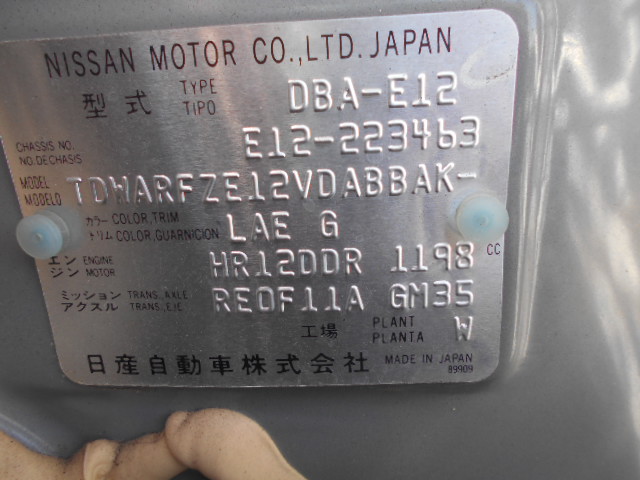 NISSAN MOTOR CO.,LTD. JAPAN
型式 TYPE TIPO DBA-E12
CHASSIS NO. NO.DECHASIS E12-223463
MODEL MODELO TDWARFZE12VDABBAK-
カラー COLOR,TRIM LAE G
トリム COLOR,GUARNICION
エンジン ENGINE MOTOR HR12DDR 1198 CC
ミッション TRANS.AXLE RE0F11A GM35
アクスル TRANS.EJE
工場 PLANT PLANTA W
日産自動車株式会社 MADE IN JAPAN
89909